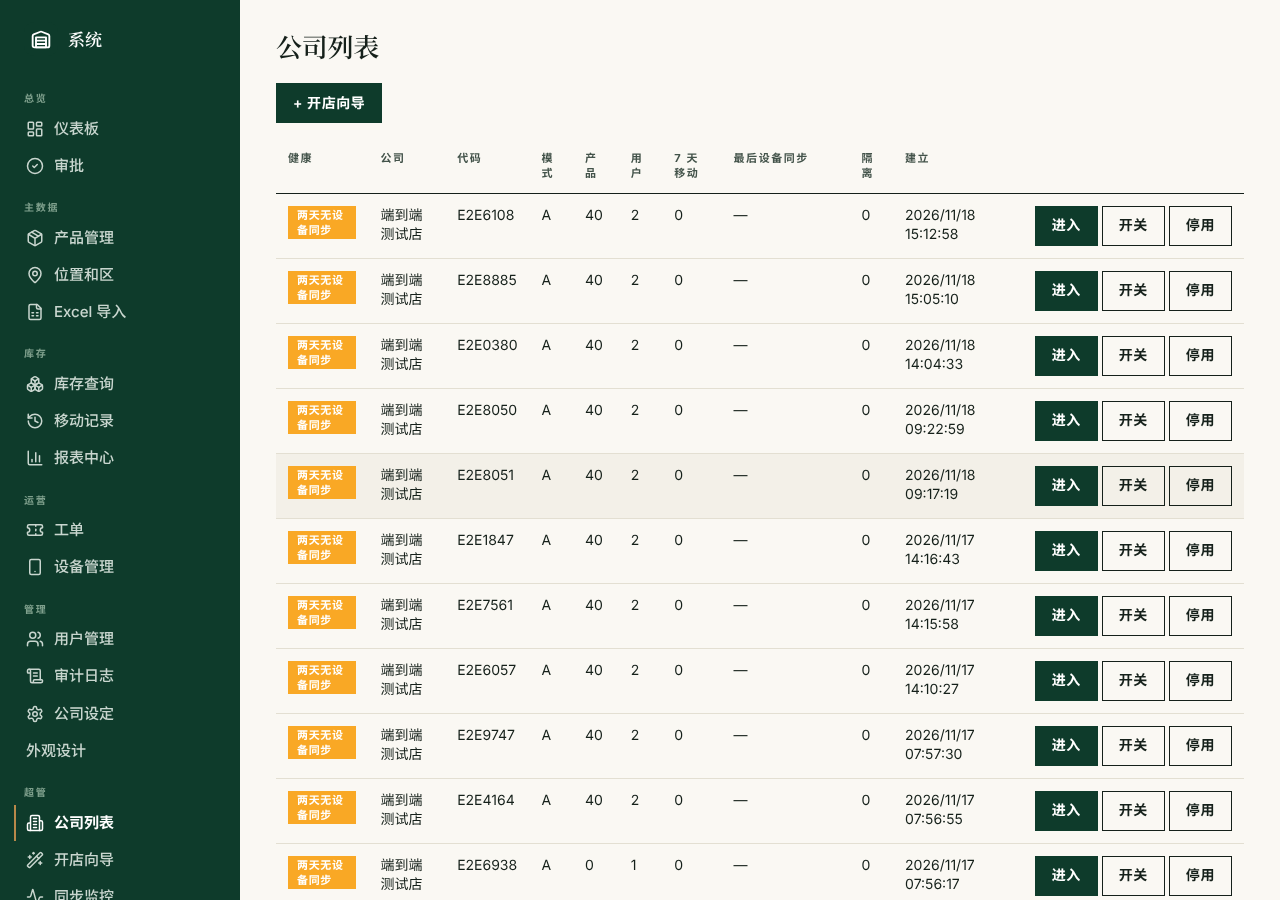 系统
总览
仪表板
审批
主数据
产品管理
位置和区
Excel 导入
库存
库存查询
移动记录
报表中心
运营
工单
设备管理
管理
用户管理
审计日志
公司设定
外观设计
超管
公司列表
开店向导
同步监控
公司列表
+ 开店向导
健康 公司 代码 模式 产品 用户 7 天移动 最后设备同步 隔离 建立
两天无设备同步 端到端测试店 E2E6108 A 40 2 0 — 0 2026/11/18 15:12:58 进入 开关 停用
两天无设备同步 端到端测试店 E2E8885 A 40 2 0 — 0 2026/11/18 15:05:10 进入 开关 停用
两天无设备同步 端到端测试店 E2E0380 A 40 2 0 — 0 2026/11/18 14:04:33 进入 开关 停用
两天无设备同步 端到端测试店 E2E8050 A 40 2 0 — 0 2026/11/18 09:22:59 进入 开关 停用
两天无设备同步 端到端测试店 E2E8051 A 40 2 0 — 0 2026/11/18 09:17:19 进入 开关 停用
两天无设备同步 端到端测试店 E2E1847 A 40 2 0 — 0 2026/11/17 14:16:43 进入 开关 停用
两天无设备同步 端到端测试店 E2E7561 A 40 2 0 — 0 2026/11/17 14:15:58 进入 开关 停用
两天无设备同步 端到端测试店 E2E6057 A 40 2 0 — 0 2026/11/17 14:10:27 进入 开关 停用
两天无设备同步 端到端测试店 E2E9747 A 40 2 0 — 0 2026/11/17 07:57:30 进入 开关 停用
两天无设备同步 端到端测试店 E2E4164 A 40 2 0 — 0 2026/11/17 07:56:55 进入 开关 停用
两天无设备同步 端到端测试店 E2E6938 A 0 1 0 — 0 2026/11/17 07:56:17 进入 开关 停用